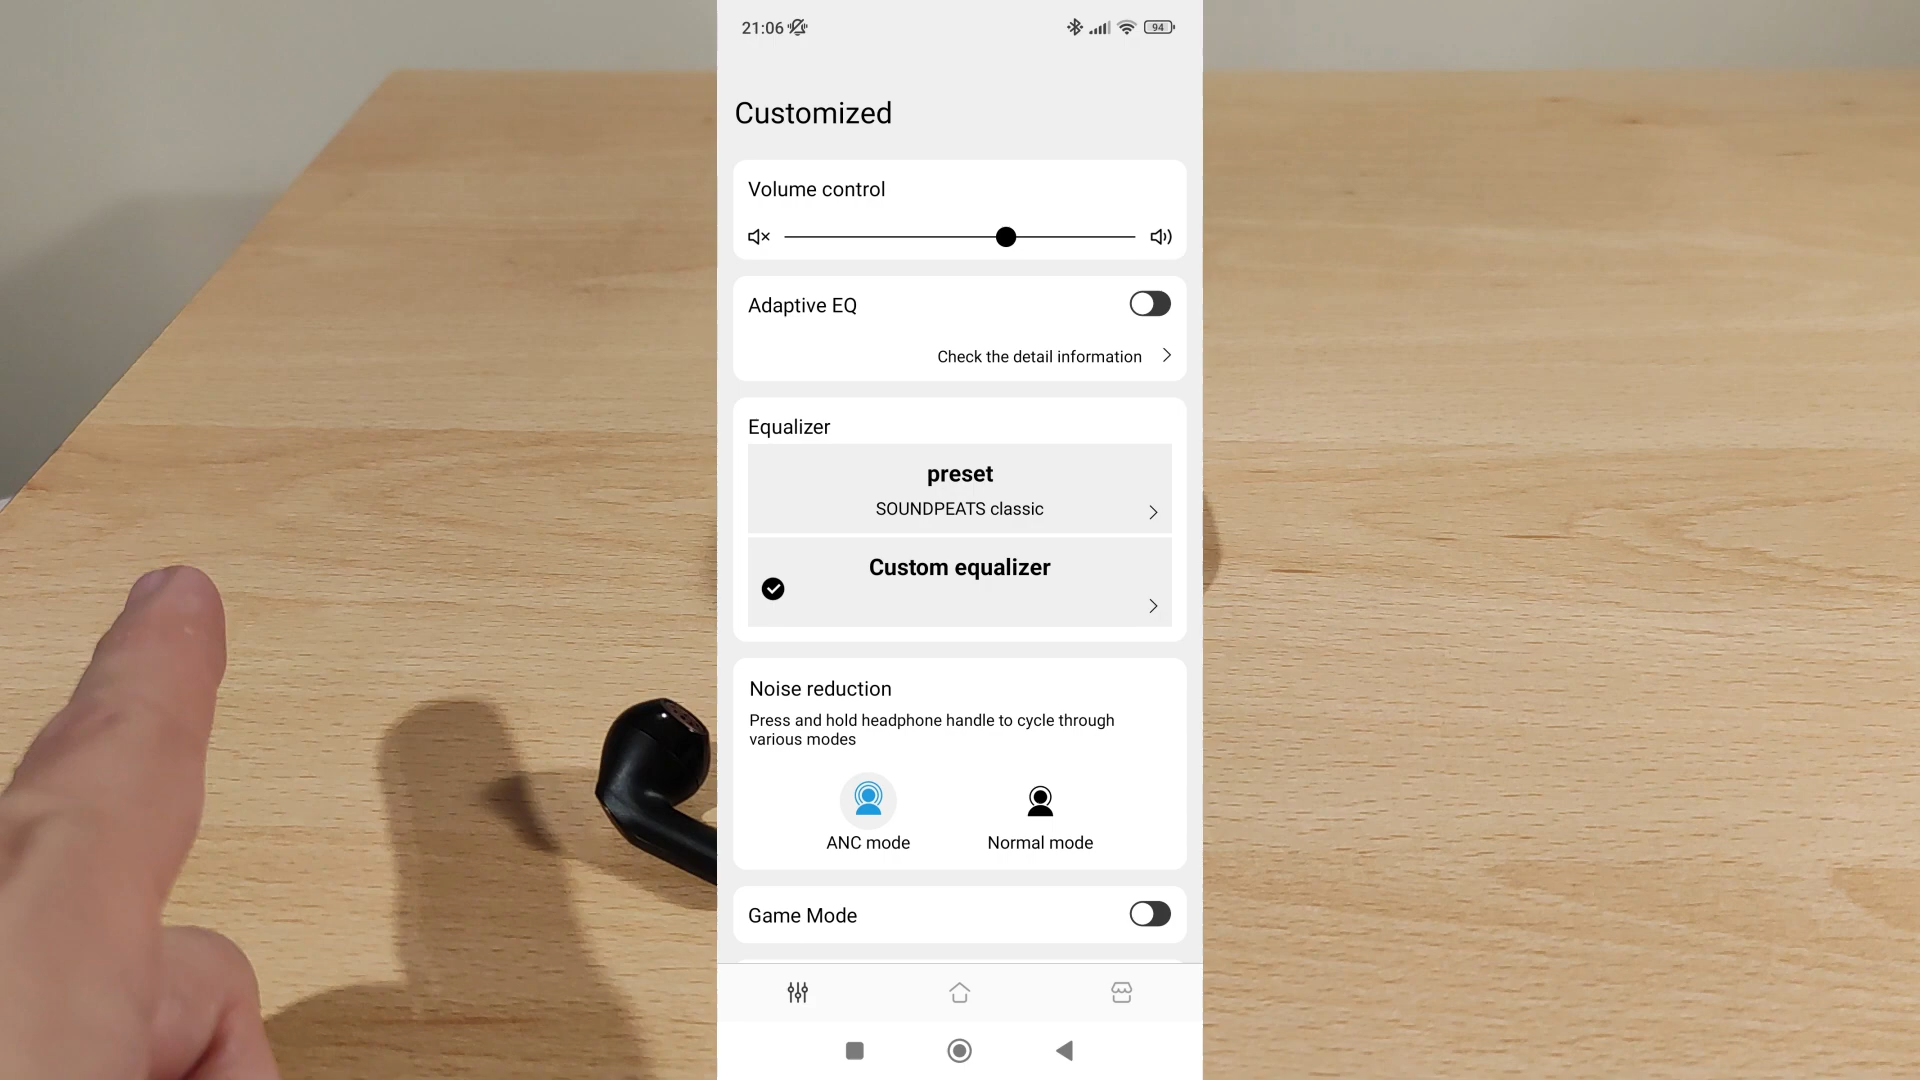 21:06
94
Customized
Volume control
Adaptive EQ
Check the detail information
Equalizer
preset
SOUNDPEATS classic
Custom equalizer
Noise reduction
Press and hold headphone handle to cycle through
various modes
ANC mode
Normal mode
Game Mode